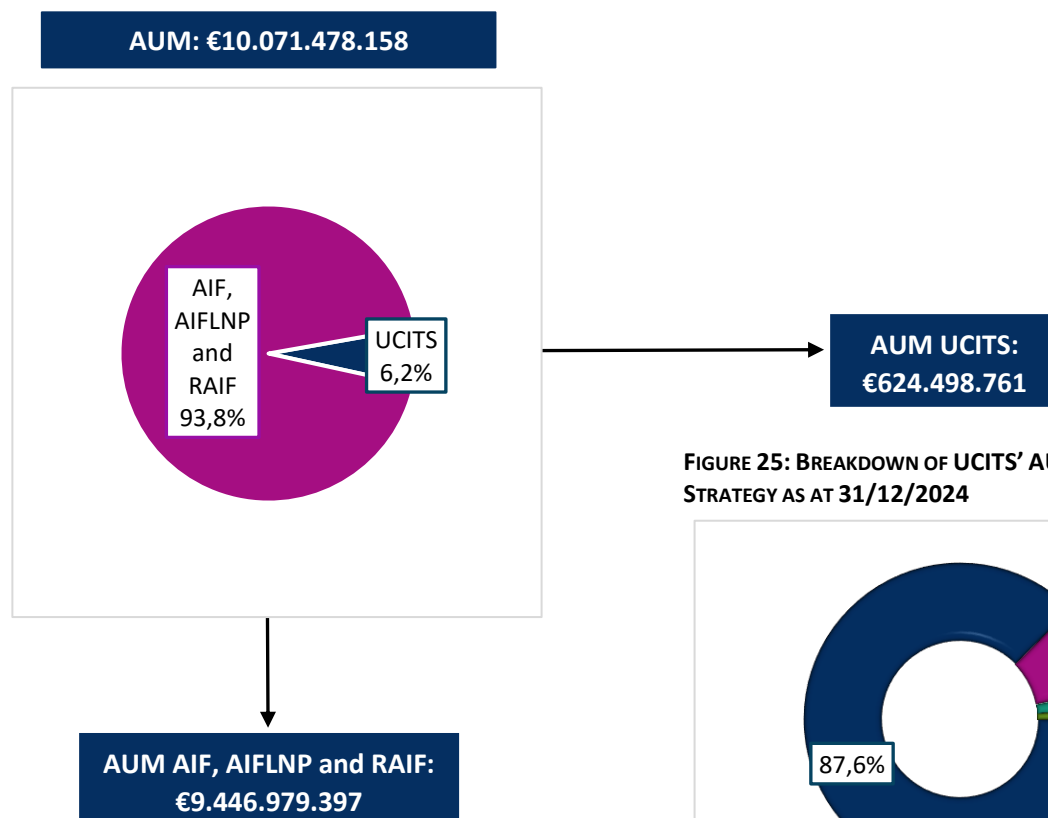 AUM: €10.071.478.158
AIF,
AIFLNP
and
RAIF
93,8%
UCITS
6,2%
AUM UCITS:
€624.498.761
FIGURE 25: BREAKDOWN OF UCITS'
STRATEGY AS AT 31/12/2024
87,6%
AUM AIF, AIFLNP and RAIF:
€9.446.979.397